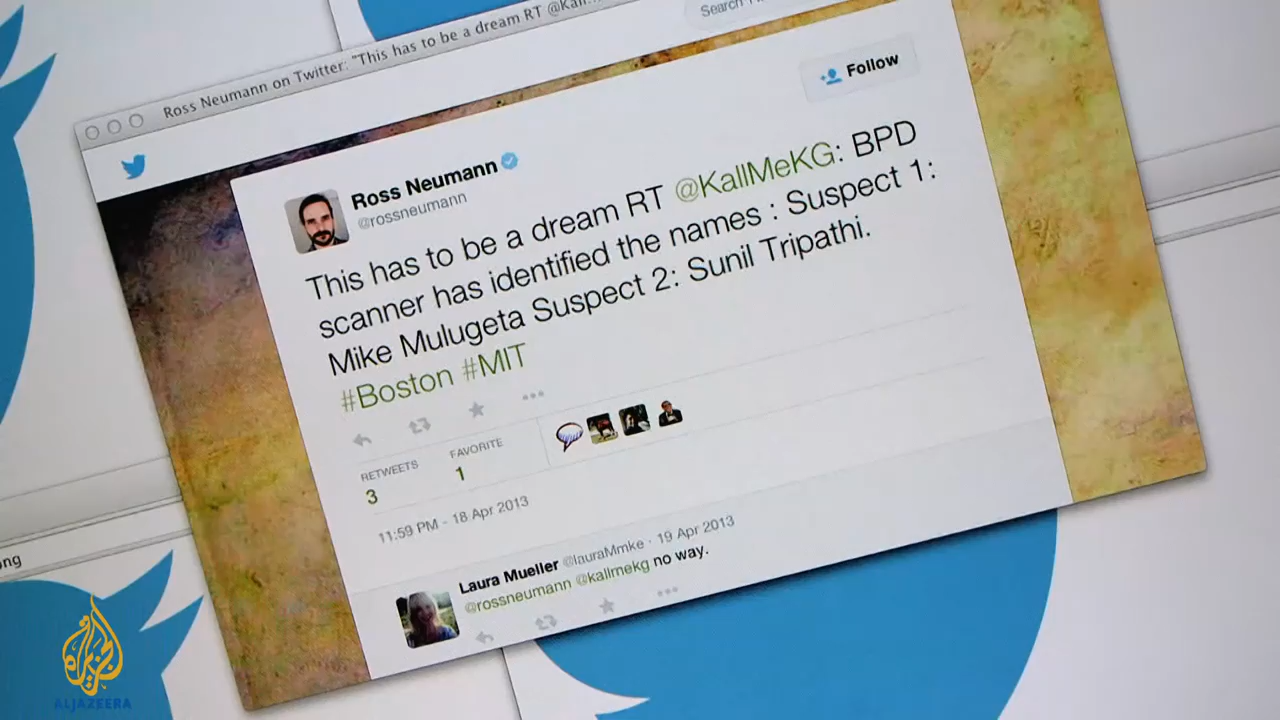 Ross Neumann on Twitter: "This has to be a dream RT @Kall...
Search
Follow
Ross Neumann
@rossneumann
This has to be a dream RT @KallMeKG: BPD
scanner has identified the names : Suspect 1:
Mike Mulugeta Suspect 2: Sunil Tripathi.
#Boston #MIT
RETWEETS
3
FAVORITE
1
11:59 PM - 18 Apr 2013
Laura Mueller @lauraMmke · 19 Apr 2013
@rossneumann @kallmekg no way.
ng
الجزيرة
ALJAZEERA